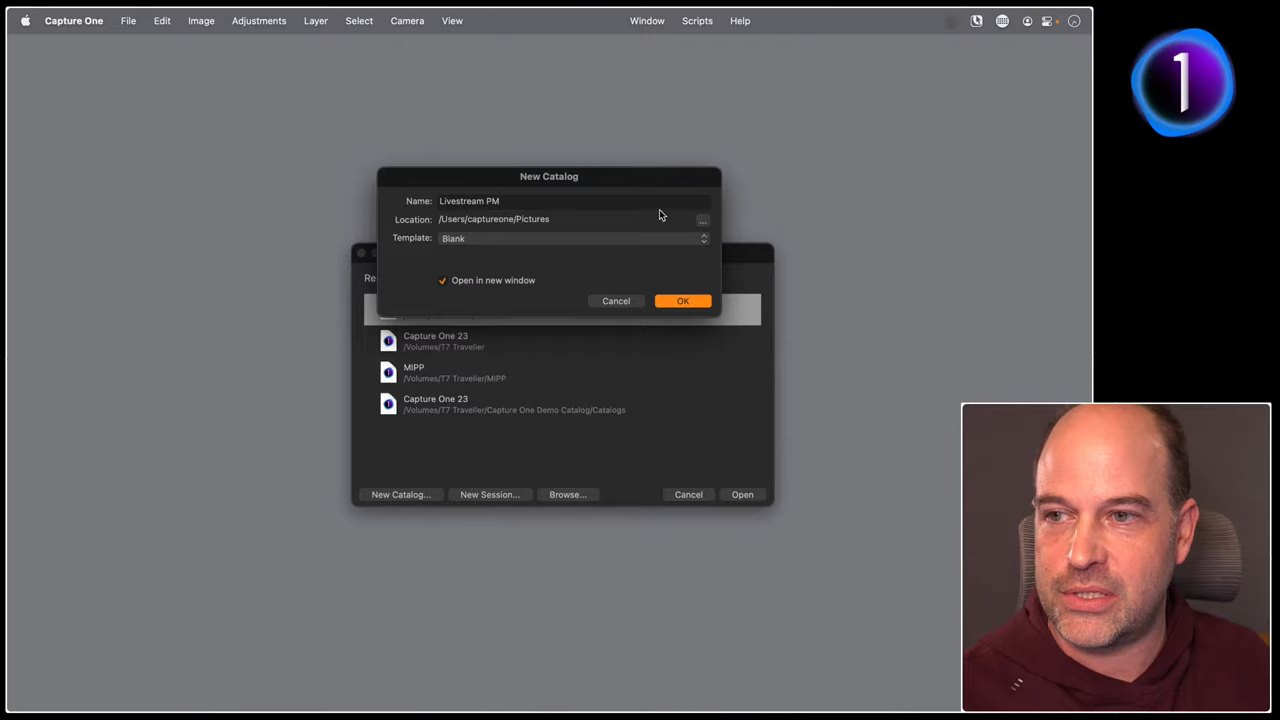 Capture One File Edit Image Adjustments Layer Select Camera View Window Scripts Help
New Catalog
Name: Livestream PM
Location: /Users/captureone/Pictures ...
Template: Blank
Open in new window
Cancel OK
Re
Capture One 23
/Volumes/T7 Traveller
MIPP
/Volumes/T7 Traveller/MIPP
Capture One 23
/Volumes/T7 Traveller/Capture One Demo Catalog/Catalogs
New Catalog... New Session... Browse... Cancel Open
1